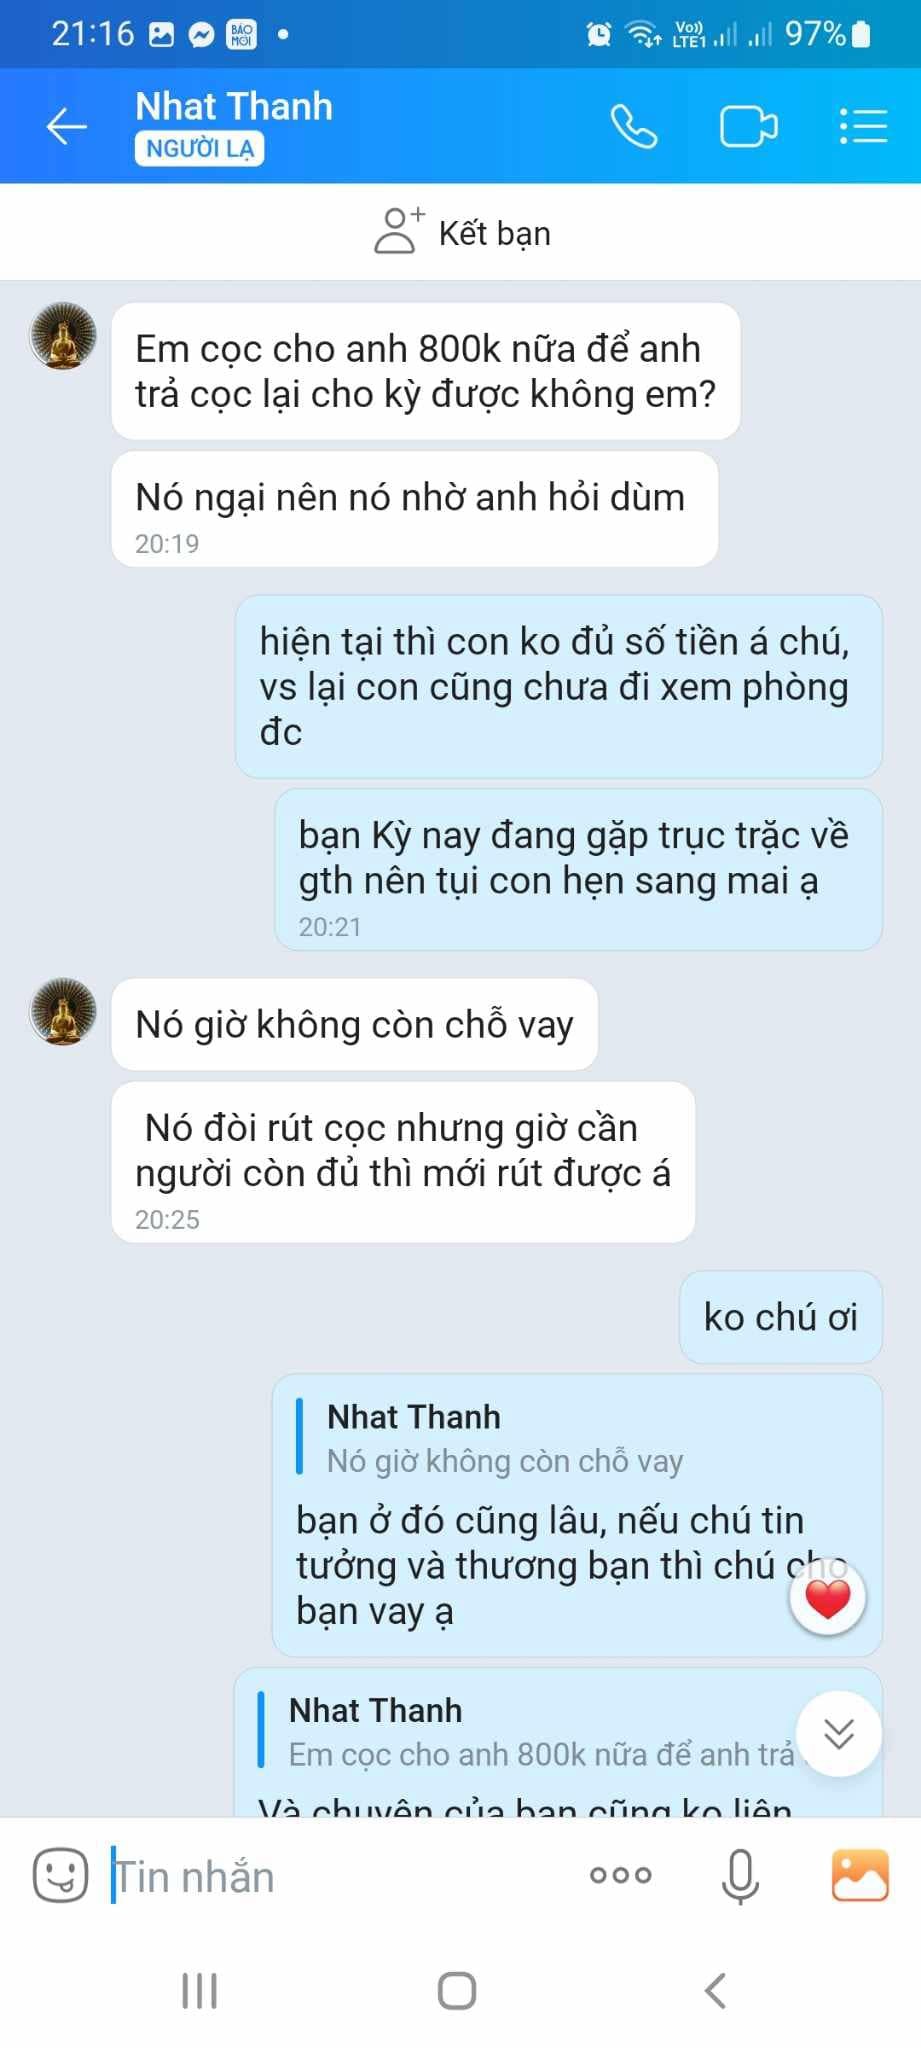 21:16 BÁO MỚI Vo)) LTE1 97%
Nhat Thanh
NGƯỜI LẠ
Kết bạn
Em cọc cho anh 800k nữa để anh
trả cọc lại cho kỳ được không em?
Nó ngại nên nó nhờ anh hỏi dùm
20:19
hiện tại thì con ko đủ số tiền á chú,
vs lại con cũng chưa đi xem phòng
đc
bạn Kỳ nay đang gặp trục trặc về
gth nên tụi con hẹn sang mai ạ
20:21
Nó giờ không còn chỗ vay
Nó đòi rút cọc nhưng giờ cần
người còn đủ thì mới rút được á
20:25
ko chú ơi
Nhat Thanh
Nó giờ không còn chỗ vay
bạn ở đó cũng lâu, nếu chú tin
tưởng và thương bạn thì chú cho
bạn vay ạ
Nhat Thanh
Em cọc cho anh 800k nữa để anh trả
Và chuyện của bạn cũng ko liên
Tin nhắn